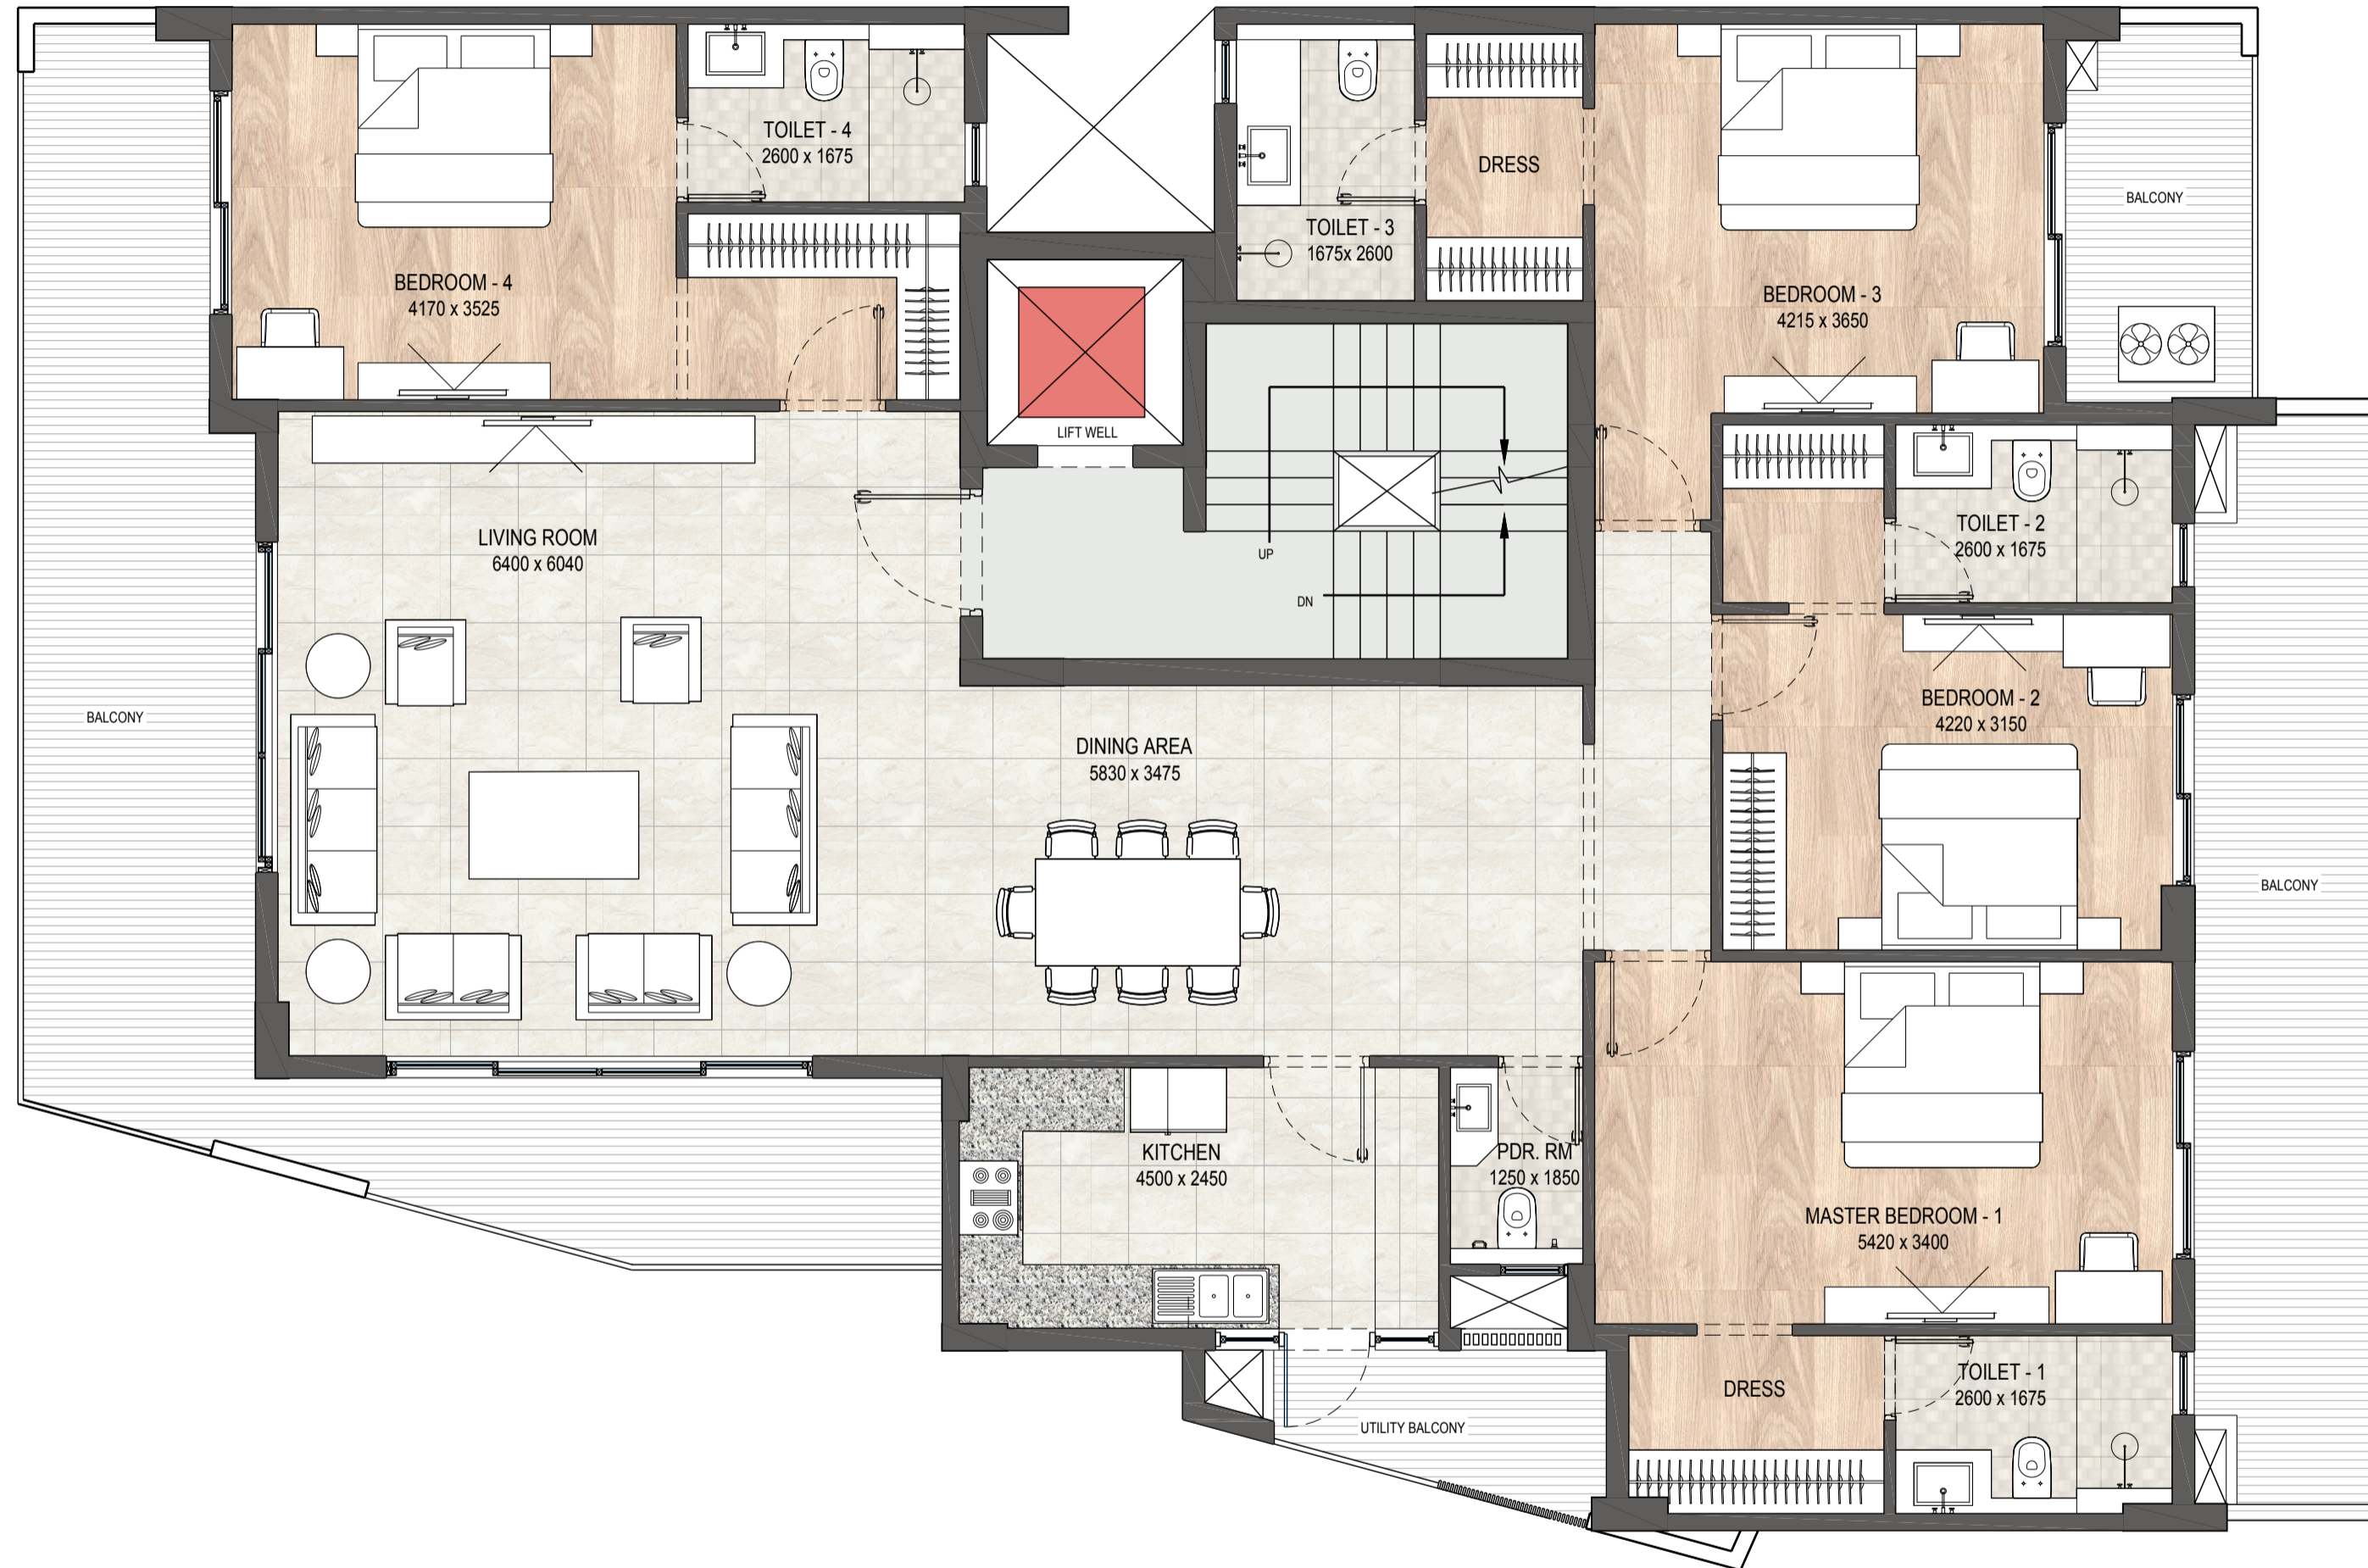 TOILET - 4
2600 x 1675
DRESS
BALCONY
TOILET - 3
1675x 2600
BEDROOM - 4
4170 x 3525
BEDROOM - 3
4215 x 3650
LIFT WELL
LIVING ROOM
6400 x 6040
TOILET - 2
2600 x 1675
UP
DN
BEDROOM - 2
4220 x 3150
BALCONY
DINING AREA
5830 x 3475
BALCONY
KITCHEN
4500 x 2450
PDR. RM
1250 x 1850
MASTER BEDROOM - 1
5420 x 3400
DRESS
TOILET - 1
2600 x 1675
UTILITY BALCONY